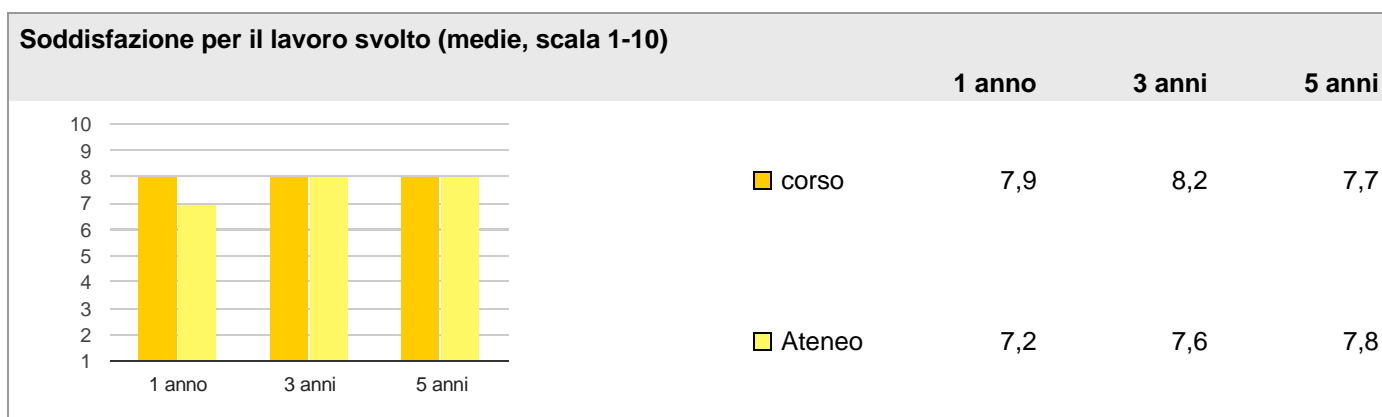 Soddisfazione per il lavoro svolto (medie, scala 1-10)
1 anno 3 anni 5 anni
10
9
8
7
6
5
4
3
2
1
1 anno 3 anni 5 anni
corso 7,9 8,2 7,7
Ateneo 7,2 7,6 7,8